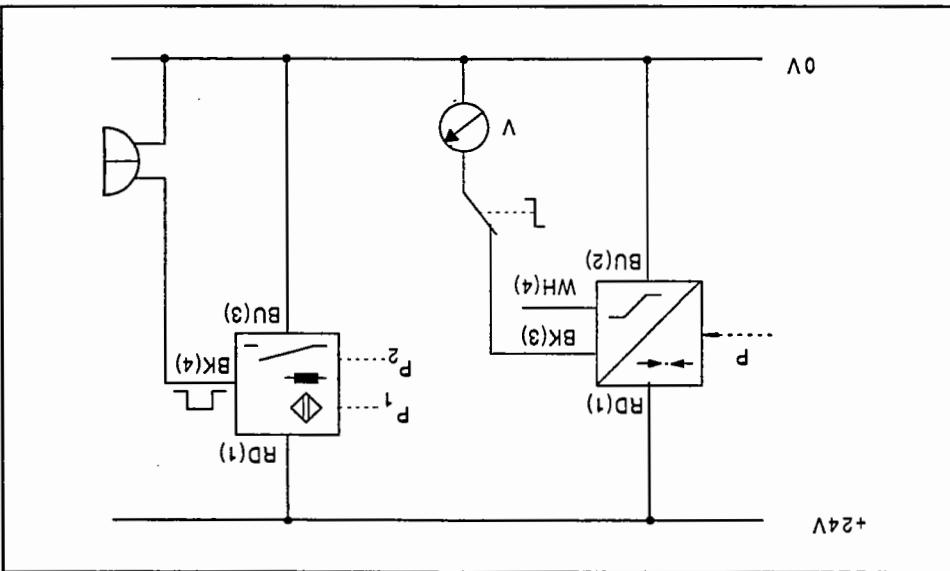 +24V
RD(1)
P
BK(3)
WH(4)
BU(2)
V
RD(1)
P1
P2
BK(4)
BU(3)
0V